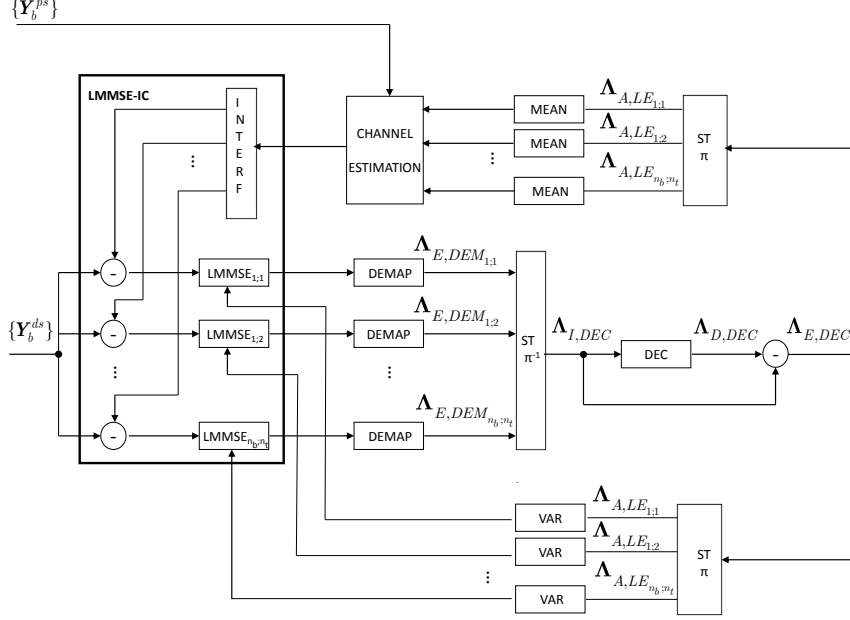 {Y_b^{ps}}
LMMSE-IC
INTERF
CHANNEL
ESTIMATION
MEAN
Λ_{A,LE_{1;1}}
MEAN
Λ_{A,LE_{1;2}}
...
MEAN
Λ_{A,LE_{n_b;n_t}}
ST
π
...
{Y_b^{ds}}
-
LMMSE_{1;1}
DEMAP
Λ_{E,DEM_{1;1}}
-
LMMSE_{1;2}
DEMAP
Λ_{E,DEM_{1;2}}
...
...
-
LMMSE_{n_b;n_t}
DEMAP
Λ_{E,DEM_{n_b;n_t}}
ST
π^{-1}
Λ_{I,DEC}
DEC
Λ_{D,DEC}
-
Λ_{E,DEC}
VAR
Λ_{A,LE_{1;1}}
VAR
Λ_{A,LE_{1;2}}
...
VAR
Λ_{A,LE_{n_b;n_t}}
ST
π